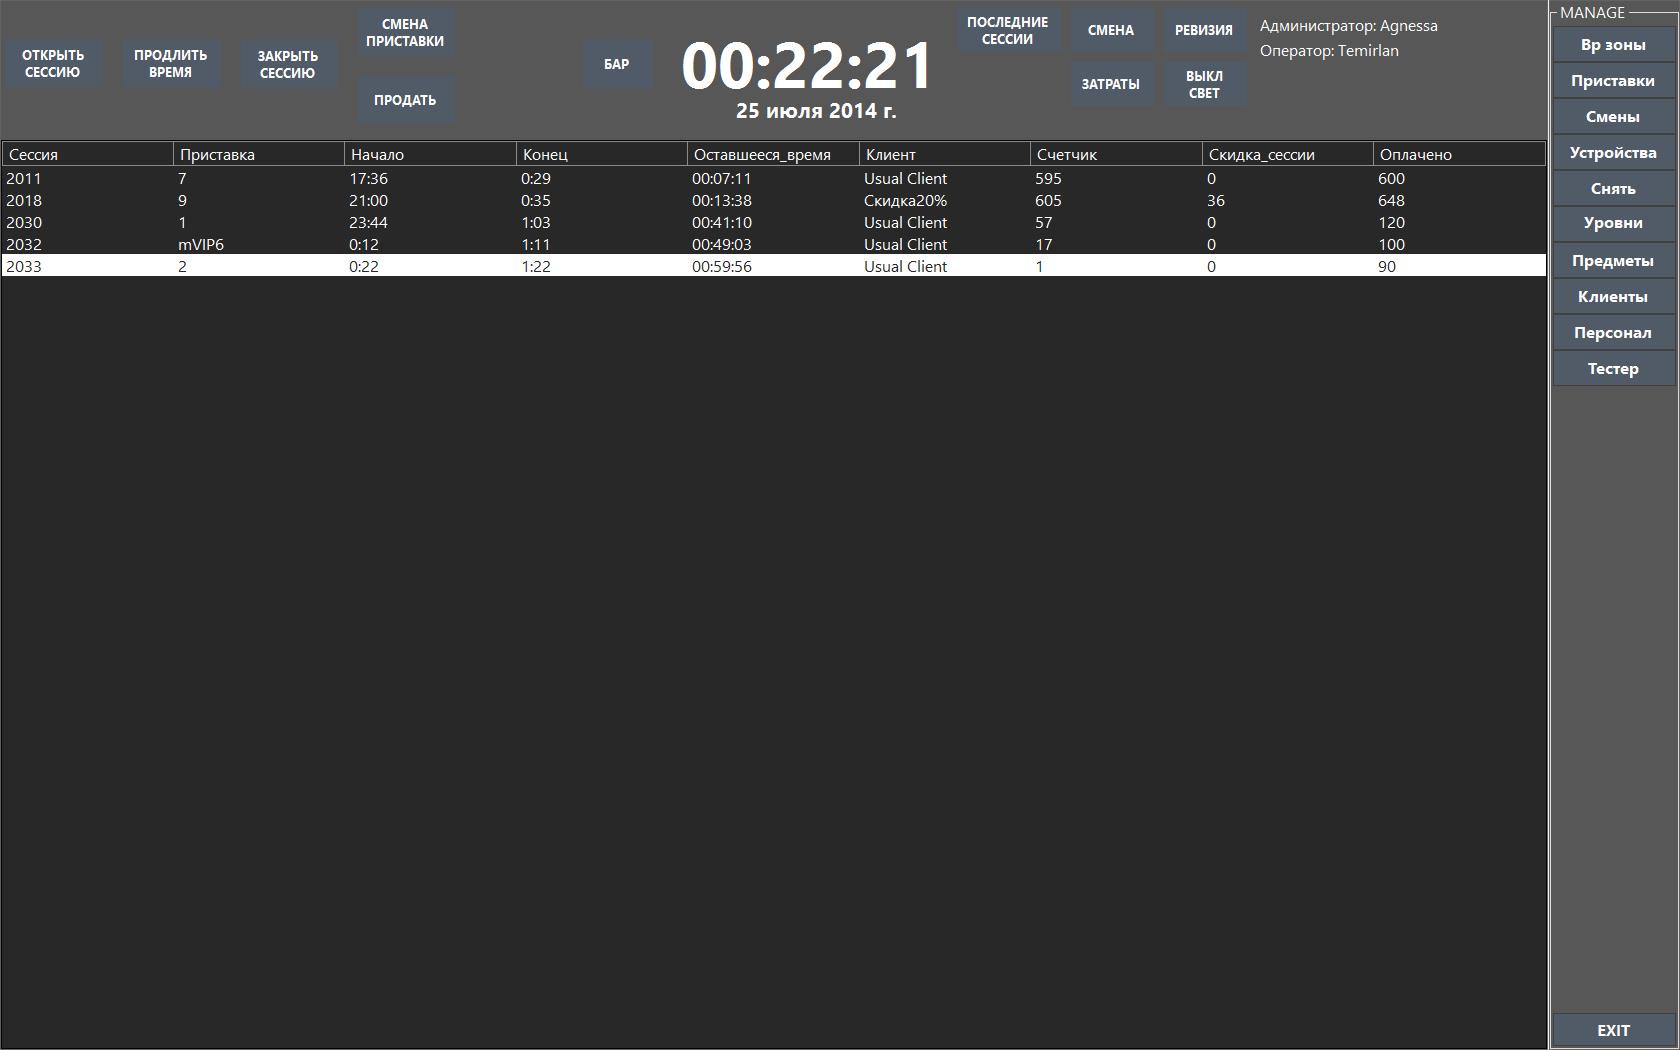 ОТКРЫТЬ
СЕССИЮ
ПРОДЛИТЬ
ВРЕМЯ
ЗАКРЫТЬ
СЕССИЮ
СМЕНА
ПРИСТАВКИ
ПРОДАТЬ
БАР
00:22:21
25 июля 2014 г.
ПОСЛЕДНИЕ
СЕССИИ
СМЕНА
РЕВИЗИЯ
ЗАТРАТЫ
ВЫКЛ
СВЕТ
Администратор: Agnessa
Оператор: Temirlan
Сессия Приставка Начало Конец Оставшееся_время Клиент Счетчик Скидка_сессии Оплачено
2011 7 17:36 0:29 00:07:11 Usual Client 595 0 600
2018 9 21:00 0:35 00:13:38 Скидка20% 605 36 648
2030 1 23:44 1:03 00:41:10 Usual Client 57 0 120
2032 mVIP6 0:12 1:11 00:49:03 Usual Client 17 0 100
2033 2 0:22 1:22 00:59:56 Usual Client 1 0 90
MANAGE
Вр зоны
Приставки
Смены
Устройства
Снять
Уровни
Предметы
Клиенты
Персонал
Тестер
EXIT